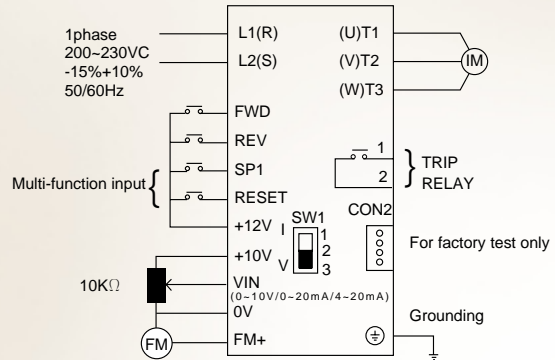 1phase
200~230VC
-15%+10%
50/60Hz
L1(R)
L2(S)
(U)T1
(V)T2
(W)T3
IM
FWD
REV
SP1
RESET
+12V
Multi-function input
1
2
TRIP
RELAY
SW1
I
V
1
2
3
CON2
For factory test only
+10V
VIN
(0~10V/0~20mA/4~20mA)
0V
FM+
10KΩ
FM
Grounding